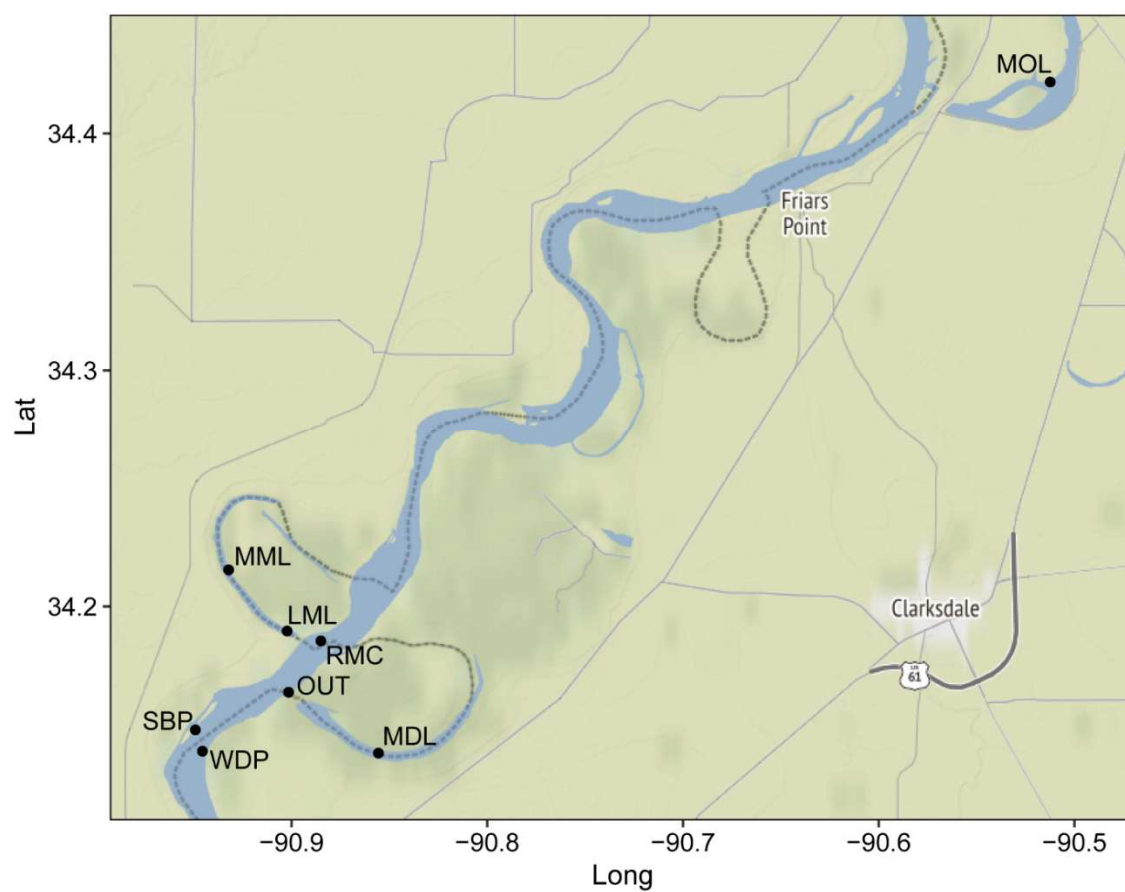 MOL
34.4
Friars
Point
34.3
Lat
MML
34.2
LML
Clarksdale
RMC
OUT
61
SBP
MDL
WDP
−90.9
−90.8
−90.7
−90.6
−90.5
Long